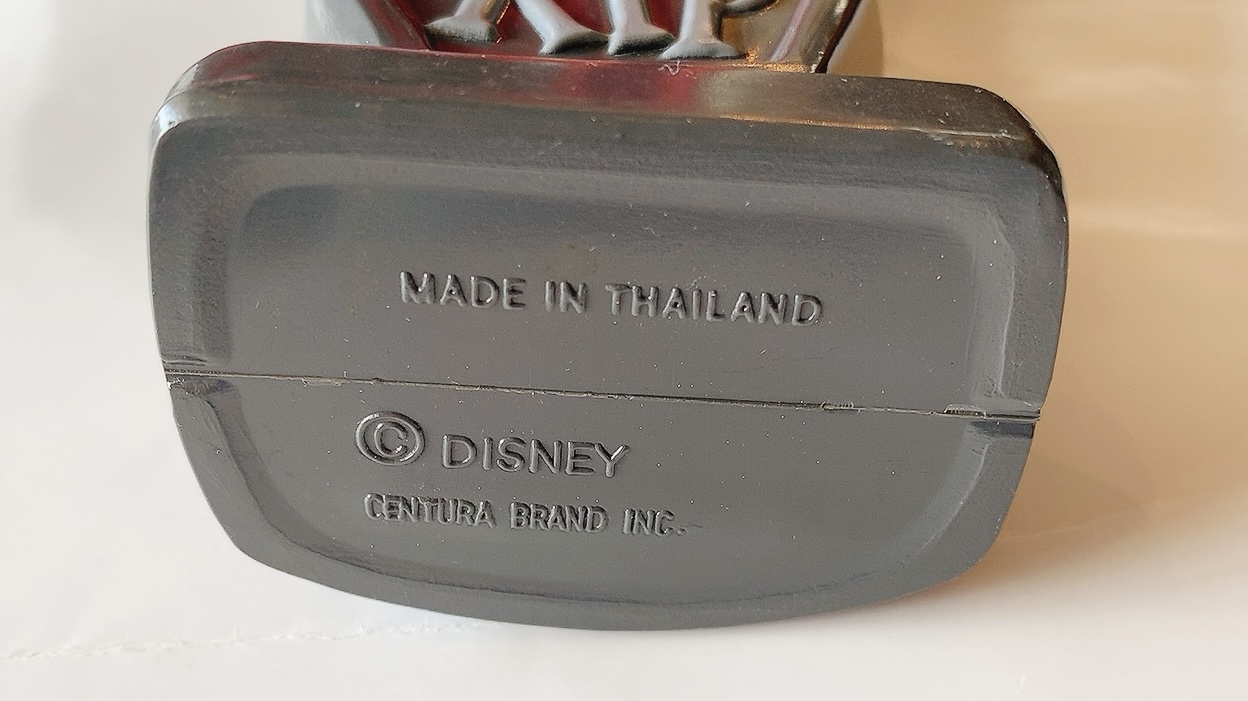 MADE IN THAILAND
© DISNEY
CENTURA BRAND INC.